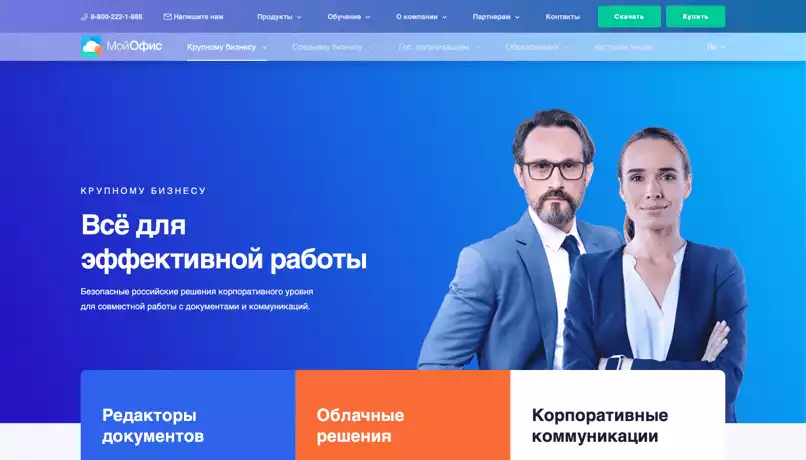 8-800-222-1-888 Напишите нам Продукты Обучение О компании Партнерам Контакты Скачать Купить
МойОфис Крупному бизнесу Среднему бизнесу Гос. организациям Образованию Частным лицам Ru
КРУПНОМУ БИЗНЕСУ
Всё для
эффективной работы
Безопасные российские решения корпоративного уровня
для совместной работы с документами и коммуникаций.
Редакторы
документов
Облачные
решения
Корпоративные
коммуникации